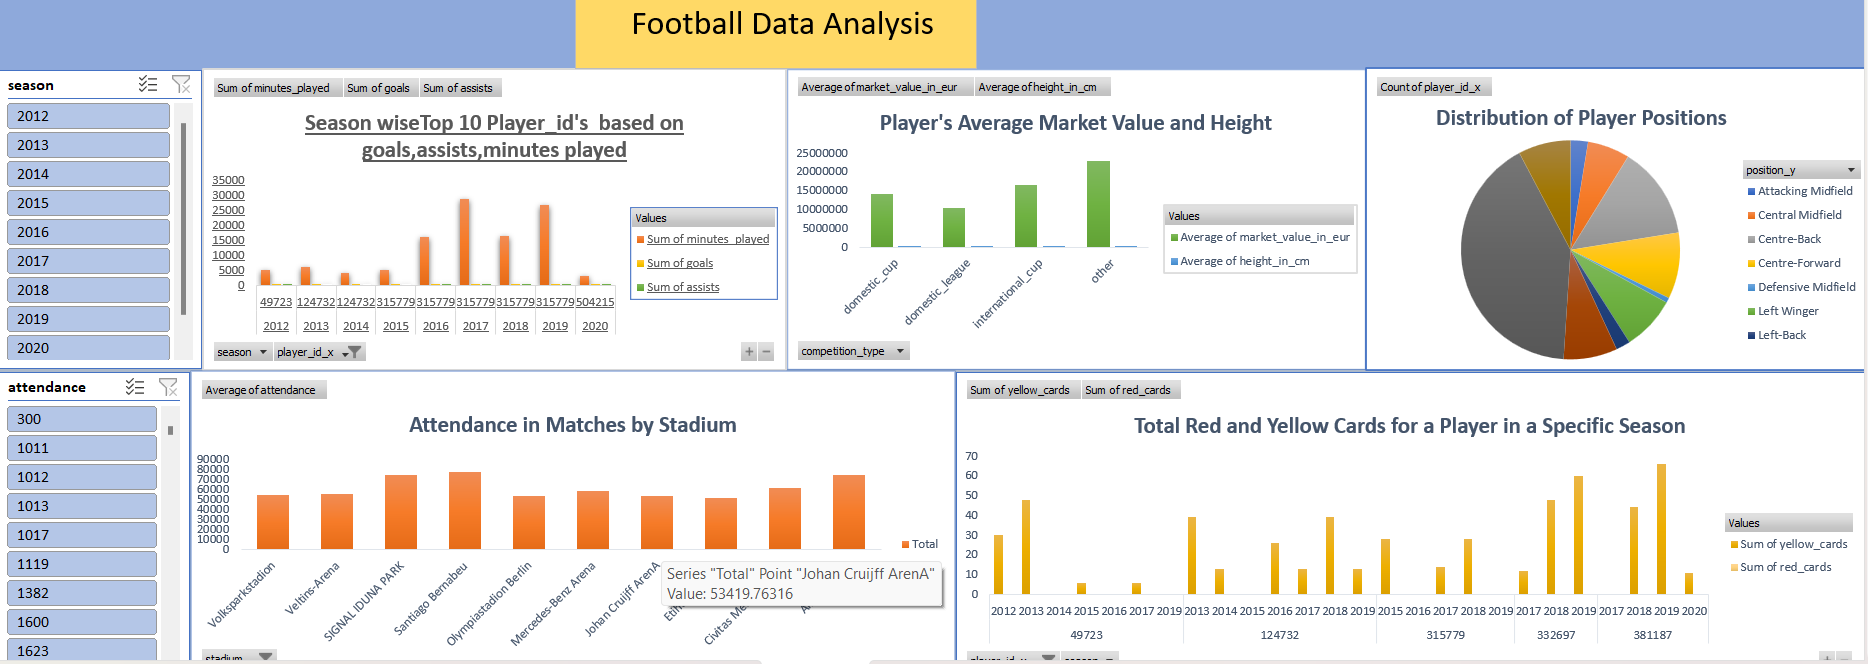 Football Data Analysis
season
2012
2013
2014
2015
2016
2017
2018
2019
2020
Sum of minutes_played Sum of goals Sum of assists
Season wiseTop 10 Player_id's based on
goals,assists,minutes played
35000
30000
25000
20000
15000
10000
5000
0
49723 124732 124732 315779 315779 315779 315779 315779 504215
2012 2013 2014 2015 2016 2017 2018 2019 2020
Values
Sum of minutes_played
Sum of goals
Sum of assists
season player_id_x
Average of market_value_in_eur Average of height_in_cm
Player's Average Market Value and Height
25000000
20000000
15000000
10000000
5000000
0
domestic_cup
domestic_league
international_cup
other
Values
Average of market_value_in_eur
Average of height_in_cm
competition_type
Count of player_id_x
Distribution of Player Positions
position_y
Attacking Midfield
Central Midfield
Centre-Back
Centre-Forward
Defensive Midfield
Left Winger
Left-Back
attendance
300
1011
1012
1013
1017
1119
1382
1600
1623
Average of attendance
Attendance in Matches by Stadium
90000
80000
70000
60000
50000
40000
30000
20000
10000
0
Volksparkstadion
Veltins-Arena
SIGNAL IDUNA PARK
Santiago Bernabeu
Olympiastadion Berlin
Mercedes-Benz Arena
Johan Cruijff ArenA
Civitas Me
Total
Series "Total" Point "Johan Cruijff ArenA"
Value: 53419.76316
stadium
Sum of yellow_cards Sum of red_cards
Total Red and Yellow Cards for a Player in a Specific Season
70
60
50
40
30
20
10
0
2012 2013 2014 2015 2016 2017 2019 2013 2014 2015 2016 2017 2018 2019 2015 2016 2017 2018 2019 2017 2018 2019 2017 2018 2019 2020
49723 124732 315779 332697 381187
Values
Sum of yellow_cards
Sum of red_cards
player_id_x season